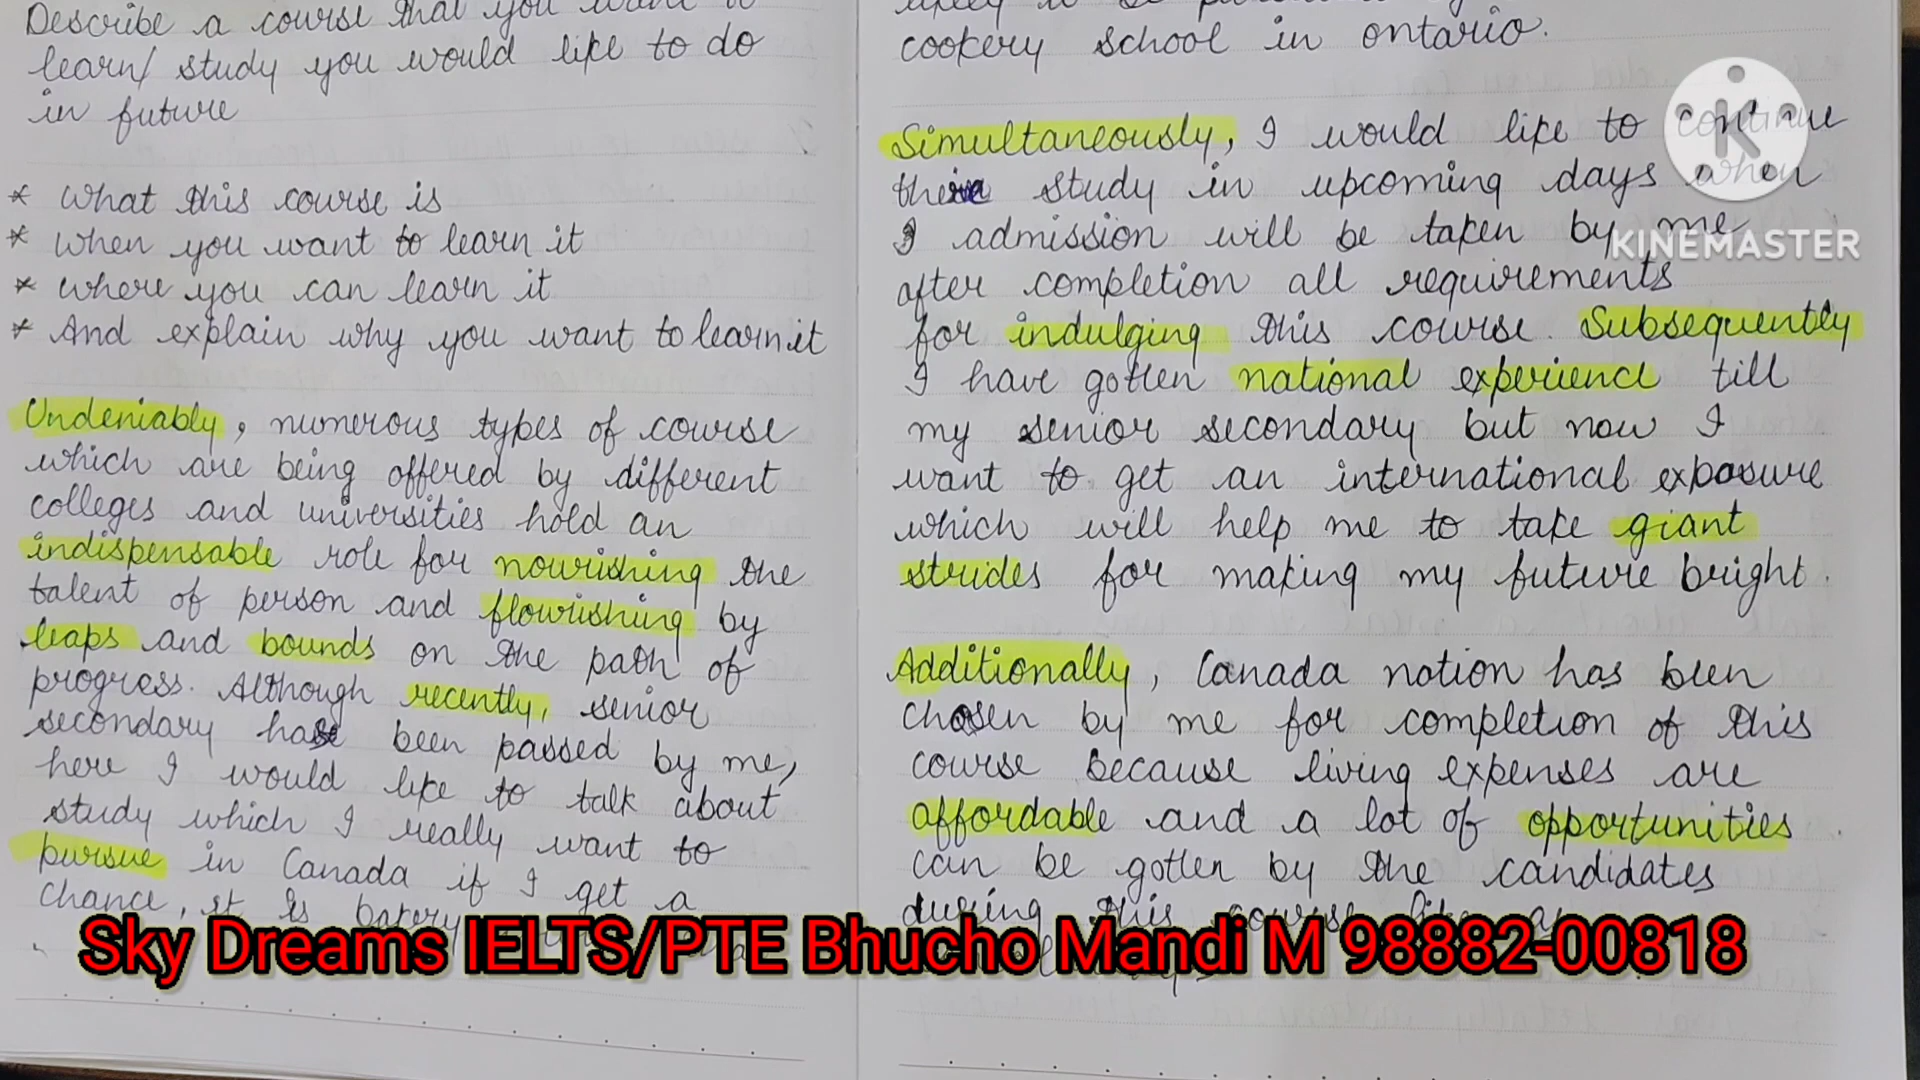 Describe a course that you want to
learn/ study you would like to do
in future
* What this course is
* When you want to learn it
* Where you can learn it
* And explain why you want to learn it
Undeniably, numerous types of course
which are being offered by different
colleges and universities hold an
indispensable role for nourishing the
talent of person and flourishing by
leaps and bounds on the path of
progress. Although recently, senior
secondary has been passed by me,
here I would like to talk about
study which I really want to
pursue in Canada if I get a
chance, it is bakery
cookery school in ontario.
Simultaneously, I would like to continue
study in upcoming days when
I admission will be taken by me
after completion all requirements
for indulging this course. Subsequently
I have gotten national experience till
my senior secondary but now I
want to get an international exposure
which will help me to take giant
strides for making my future bright.
Additionally, Canada nation has been
chosen by me for completion of this
course because living expenses are
affordable and a lot of opportunities
can be gotten by the candidates
during this course like
KINEMASTER
Sky Dreams IELTS/PTE Bhucho Mandi M 98882-00818